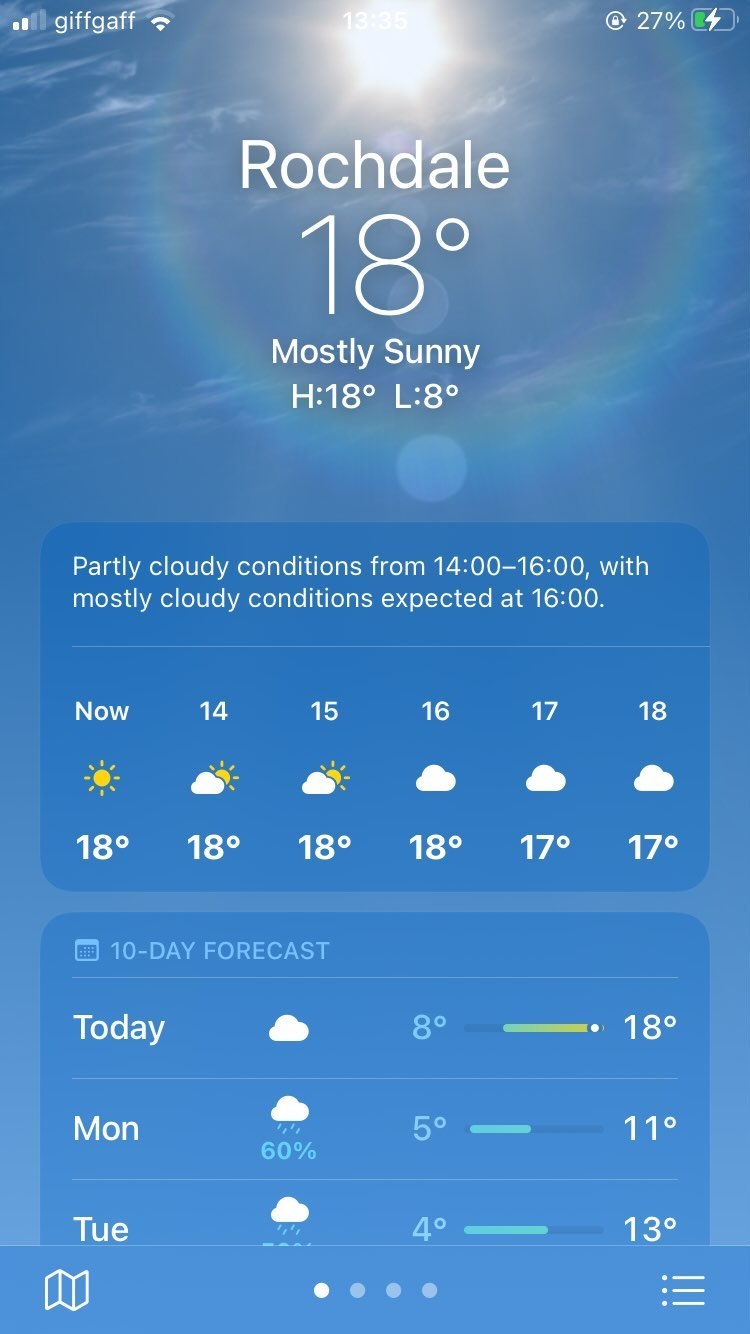 giffgaff 13:35 27%
Rochdale
18°
Mostly Sunny
H:18° L:8°
Partly cloudy conditions from 14:00–16:00, with
mostly cloudy conditions expected at 16:00.
Now 14 15 16 17 18
18° 18° 18° 18° 17° 17°
10-DAY FORECAST
Today 8° 18°
Mon 60% 5° 11°
Tue 4° 13°